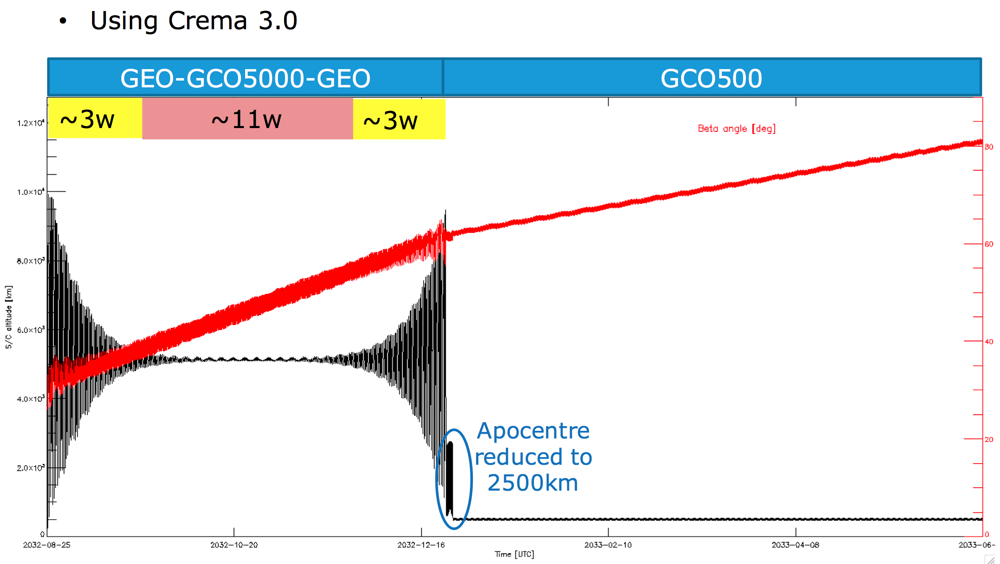 • Using Crema 3.0
GEO-GCO5000-GEO
GCO500
~3w
~11w
~3w
Beta angle [deg]
1.2×10⁴
1.0×10⁴
8.0×10³
6.0×10³
4.0×10³
2.0×10³
0
S/C altitude [km]
80
60
40
20
0
Apocentre
reduced to
2500km
2032-08-25
2032-10-20
2032-12-16
2033-02-10
2033-04-08
2033-06-
Time [UTC]